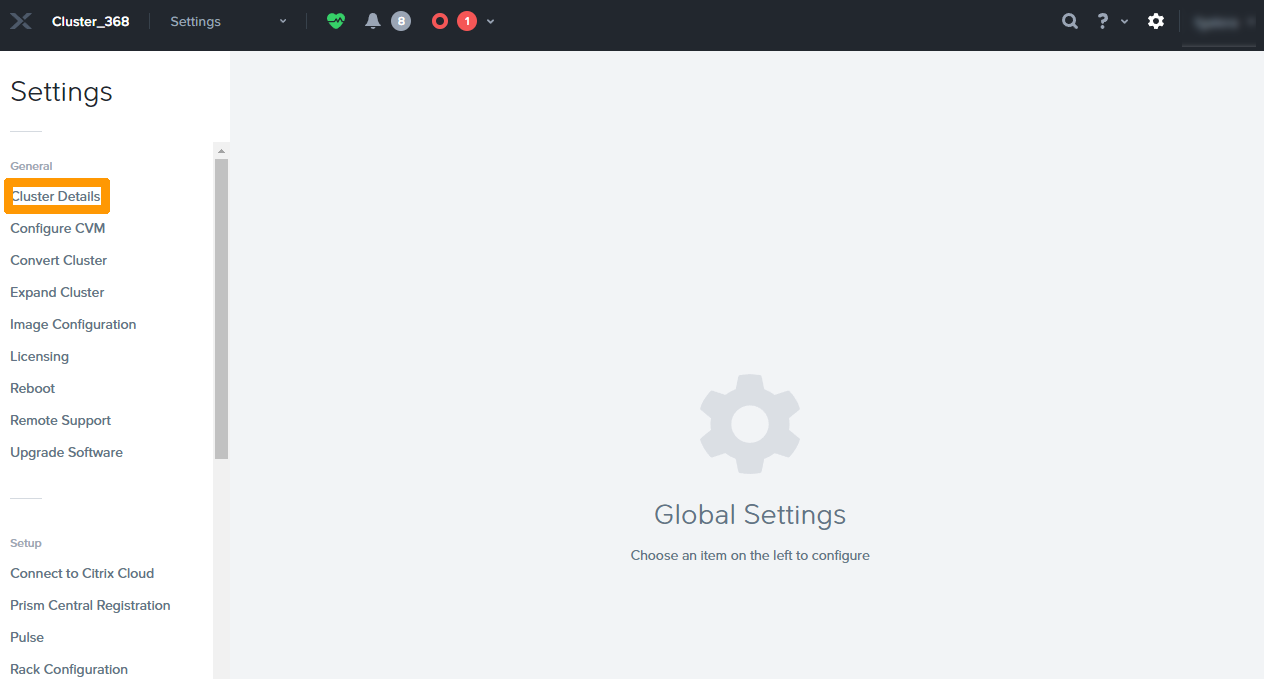 Cluster_368
Settings
8
1
?
Settings
General
Cluster Details
Configure CVM
Convert Cluster
Expand Cluster
Image Configuration
Licensing
Reboot
Remote Support
Upgrade Software
Setup
Connect to Citrix Cloud
Prism Central Registration
Pulse
Rack Configuration
Global Settings
Choose an item on the left to configure